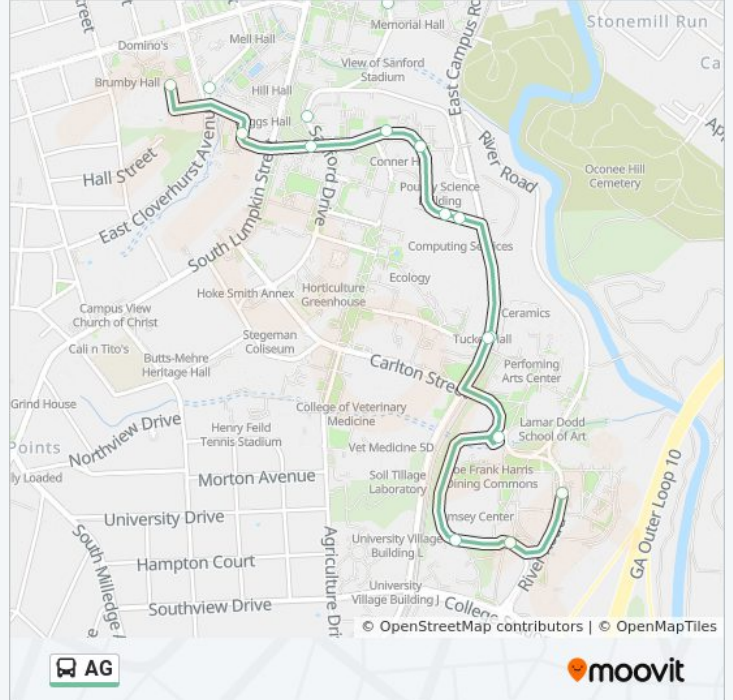 Memorial Hall
Stonemill Run
Domino's
Mell Hall
View of Sanford
Stadium
Brumby Hall
Hill Hall
East Campus
River Road
Sanford Drive
Hall Street
Oconee Hill
Cemetery
Poultry Science
Building
East Cloverhurst Avenue
South Lumpkin Street
Computing Services
Ecology
Hoke Smith Annex
Horticulture
Greenhouse
Campus View
Church of Christ
Ceramics
Stegeman
Coliseum
Tucker Hall
Cali n Tito's
Butts-Mehre
Heritage Hall
Carlton Street
Performing
Arts Center
Grind House
College of Veterinary
Medicine
Northview Drive
Henry Feild
Tennis Stadium
Lamar Dodd
School of Art
Points
Vet Medicine 5D
Joe Frank Harris
Dining Commons
Morton Avenue
Soil Tillage
Laboratory
GA Outer Loop 10
University Drive
Ramsey Center
University Village
Building L
Hampton Court
Agriculture Dri
South Milledge A
University
Village Building J
Southview Drive
College
© OpenStreetMap contributors | © OpenMapTiles
AG
moovit